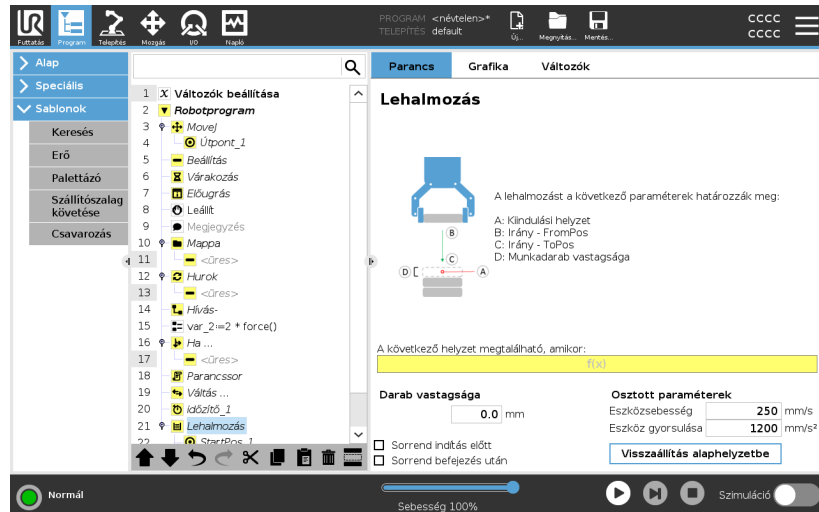 PROGRAM <névtelen>*
TELEPÍTÉS default
CCCC
CCCC
Futtatás Program Telepítés Mozgás I/O Napló Új... Megnyitás... Mentés...
Alap
Speciális
Sablonok
Keresés
Erő
Palettázó
Szállítószalag
követése
Csavarozás
1 X Változók beállítása
2 Robotprogram
3 MoveJ
4 Útpont_1
5 Beállítás
6 Várakozás
7 Előugrás
8 Leállít
9 Megjegyzés
10 Mappa
11 <üres>
12 Hurok
13 <üres>
14 Hívás-
15 var_2:=2 * force()
16 Ha ...
17 <üres>
18 Parancssor
19 Váltás ...
20 időzítő_1
21 Lehalmozás
22 StartPos_1
Parancs Grafika Változók
Lehalmozás
B
C
D
A
A lehalmozást a következő paraméterek határozzák meg:
A: Kiindulási helyzet
B: Irány - FromPos
C: Irány - ToPos
D: Munkadarab vastagsága
A következő helyzet megtalálható, amikor:
f(x)
Darab vastagsága
0.0 mm
Sorrend indítás előtt
Sorrend befejezés után
Osztott paraméterek
Eszközsebesség 250 mm/s
Eszköz gyorsulása 1200 mm/s²
Visszaállítás alaphelyzetbe
Normál
Sebesség 100%
Szimuláció